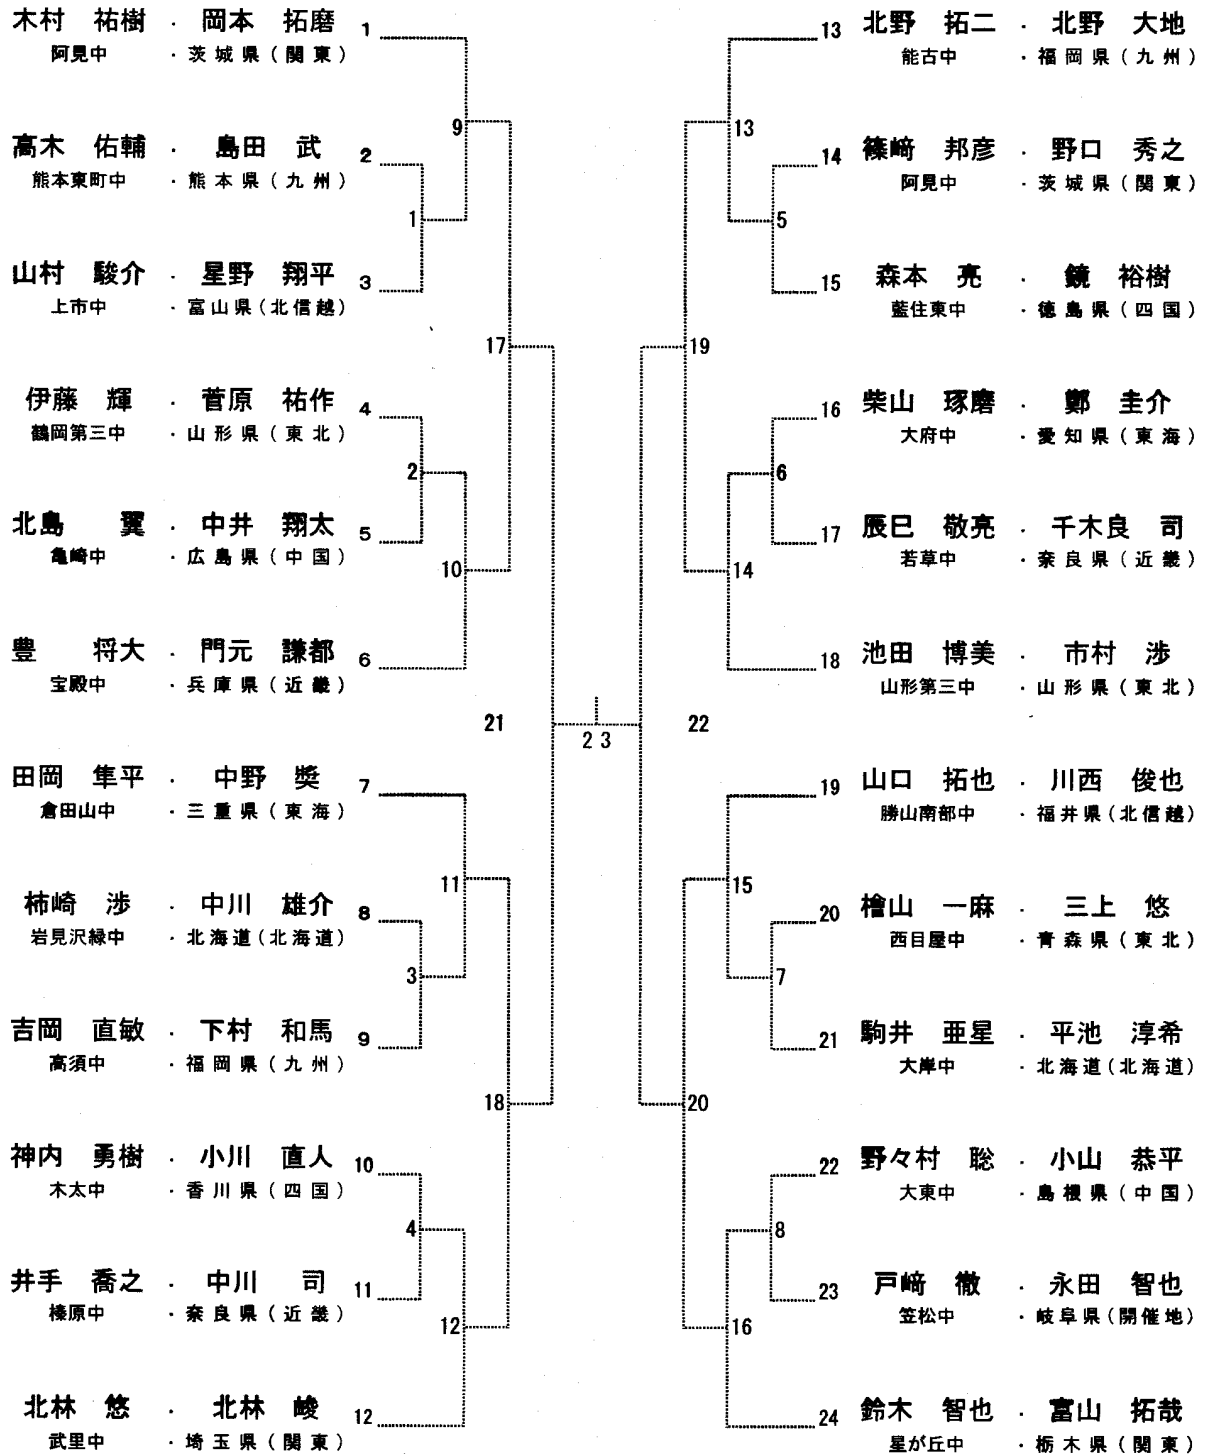 木村 祐樹 ・ 岡本 拓磨 1
阿見中 ・茨城県(関東)
高木 佑輔 ・ 島田 武 2
熊本東町中 ・熊本県(九州)
山村 駿介 ・ 星野 翔平 3
上市中 ・富山県(北信越)
伊藤 輝 ・ 菅原 祐作 4
鶴岡第三中 ・山形県(東北)
北島 翼 ・ 中井 翔太 5
亀崎中 ・広島県(中国)
豊 将大 ・ 門元 謙都 6
宝殿中 ・兵庫県(近畿)
田岡 隼平 ・ 中野 奬 7
倉田山中 ・三重県(東海)
柿崎 渉 ・ 中川 雄介 8
岩見沢緑中 ・北海道(北海道)
吉岡 直敏 ・ 下村 和馬 9
高須中 ・福岡県(九州)
神内 勇樹 ・ 小川 直人 10
木太中 ・香川県(四国)
井手 喬之 ・ 中川 司 11
榛原中 ・奈良県(近畿)
北林 悠 ・ 北林 峻 12
武里中 ・埼玉県(関東)
9
1
17
2
10
21
11
3
18
4
12
23
13
5
19
6
14
22
15
7
20
8
16
13 北野 拓二 ・ 北野 大地
能古中 ・福岡県(九州)
14 篠﨑 邦彦 ・ 野口 秀之
阿見中 ・茨城県(関東)
15 森本 亮 ・ 鏡 裕樹
藍住東中 ・徳島県(四国)
16 柴山 琢磨 ・ 鄭 圭介
大府中 ・愛知県(東海)
17 辰巳 敬亮 ・ 千木良 司
若草中 ・奈良県(近畿)
18 池田 博美 ・ 市村 渉
山形第三中 ・山形県(東北)
19 山口 拓也 ・ 川西 俊也
勝山南部中 ・福井県(北信越)
20 檜山 一麻 ・ 三上 悠
西目屋中 ・青森県(東北)
21 駒井 亜星 ・ 平池 淳希
大岸中 ・北海道(北海道)
22 野々村 聡 ・ 小山 恭平
大東中 ・島根県(中国)
23 戸﨑 徹 ・ 永田 智也
笠松中 ・岐阜県(開催地)
24 鈴木 智也 ・ 富山 拓哉
星が丘中 ・栃木県(関東)